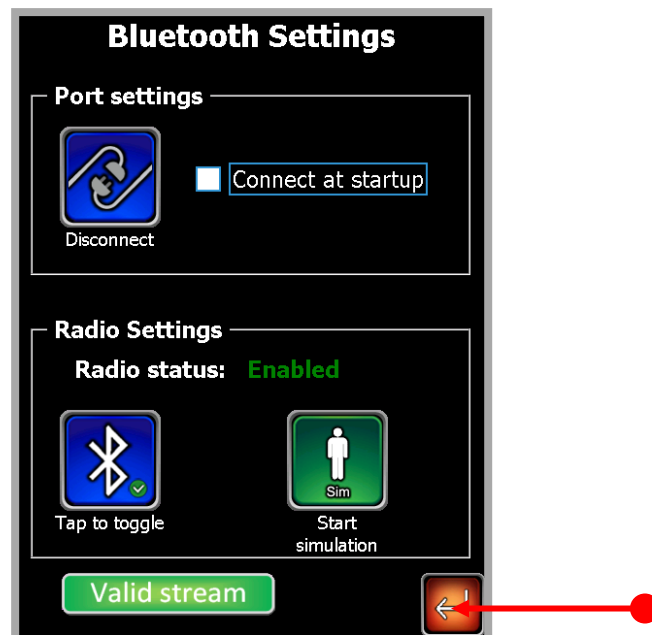 Bluetooth Settings
Port settings
Connect at startup
Disconnect
Radio Settings
Radio status: Enabled
Sim
Tap to toggle
Start
simulation
Valid stream